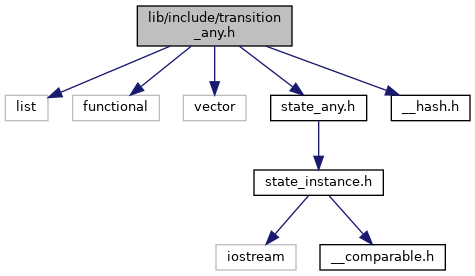 lib/include/transition
_any.h
list
functional
vector
state_any.h
__hash.h
state_instance.h
iostream
__comparable.h